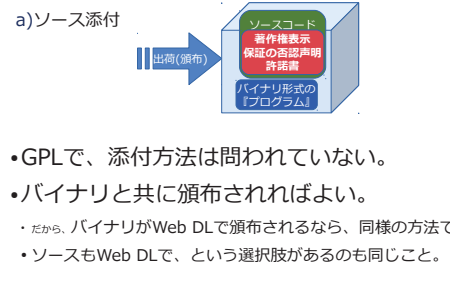 a)ソース添付
出荷(頒布)
ソースコード
著作権表示
保証の否認声明
許諾書
バイナリ形式の
『プログラム』
•GPLで、添付方法は問われていない。
•バイナリと共に頒布されればよい。
・だから、バイナリがWeb DLで頒布されるなら、同様の方法で
•ソースもWeb DLで、という選択肢があるのも同じこと。